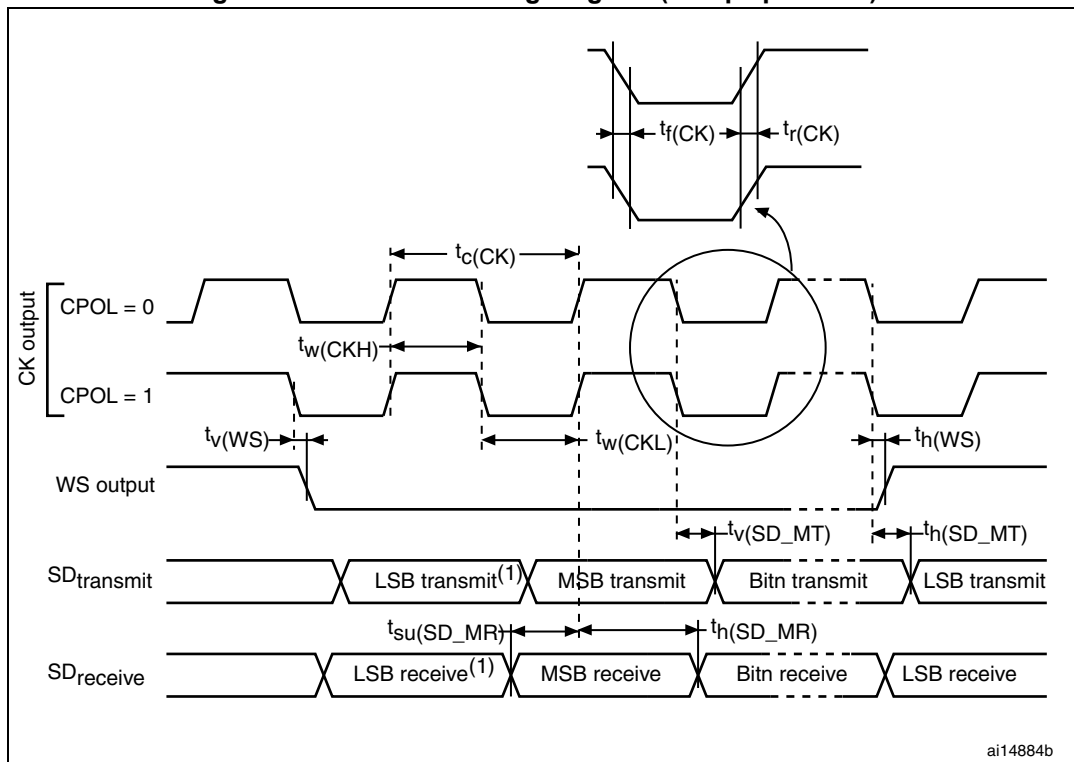 tf(CK)
tr(CK)
tc(CK)
CK output
CPOL = 0
tw(CKH)
CPOL = 1
tv(WS)
tw(CKL)
th(WS)
WS output
tv(SD_MT)
th(SD_MT)
SDtransmit
LSB transmit(1)
MSB transmit
Bitn transmit
LSB transmit
tsu(SD_MR)
th(SD_MR)
SDreceive
LSB receive(1)
MSB receive
Bitn receive
LSB receive
ai14884b